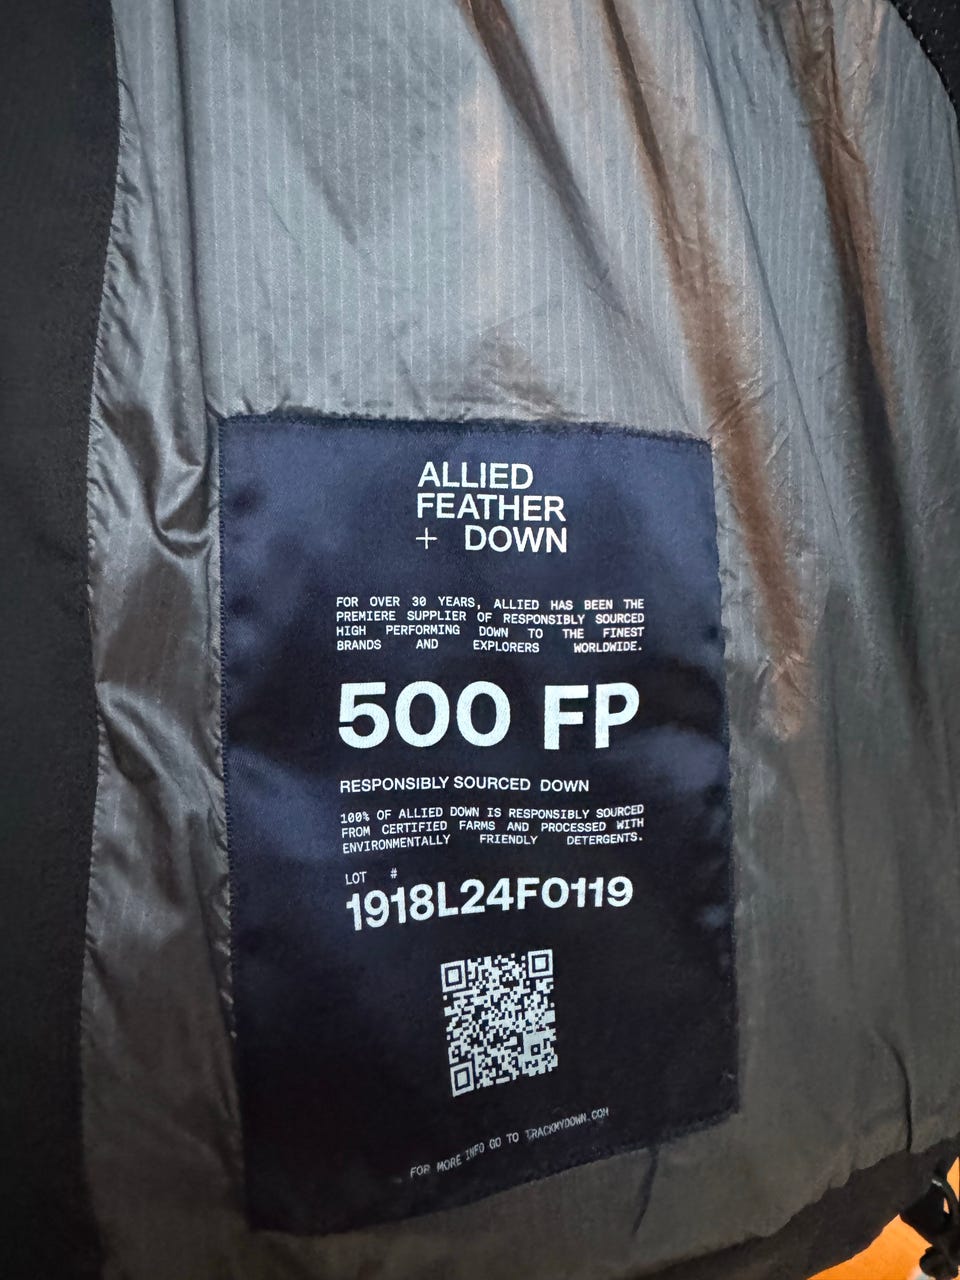 ALLIED
FEATHER
+ DOWN
FOR OVER 30 YEARS, ALLIED HAS BEEN THE
PREMIERE SUPPLIER OF RESPONSIBLY SOURCED
HIGH PERFORMING DOWN TO THE FINEST
BRANDS AND EXPLORERS WORLDWIDE.
500 FP
RESPONSIBLY SOURCED DOWN
100% OF ALLIED DOWN IS RESPONSIBLY SOURCED
FROM CERTIFIED FARMS AND PROCESSED WITH
ENVIRONMENTALLY FRIENDLY DETERGENTS.
LOT #
1918L24FO119
FOR MORE INFO GO TO TRACKMYDOWN.COM